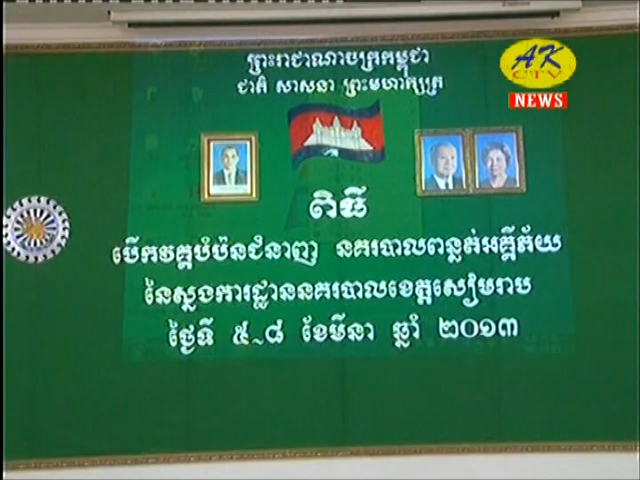 ព្រះរាជាណាចក្រកម្ពុជា
ជាតិ សាសនា ព្រះមហាក្សត្រ
AK
CTV
NEWS
ពិធី
បើកវគ្គបំប៉នជំនាញ នគរបាលពន្លត់អគ្គីភ័យ
នៃស្នងការដ្ឋាននគរបាលខេត្តសៀមរាប
ថ្ងៃទី ៥~៨ ខែមីនា ឆ្នាំ ២០១៣